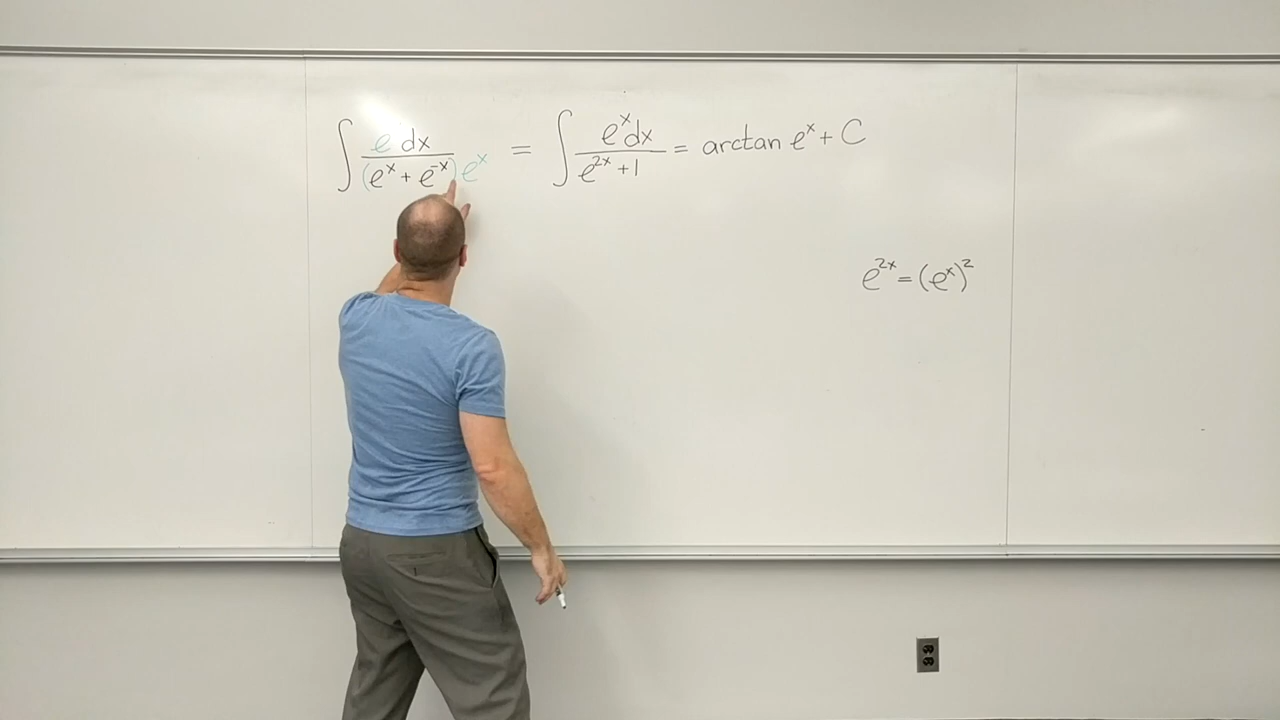 ∫ e dx / (eˣ + e⁻ˣ)eˣ = ∫ eˣdx / e²ˣ + 1 = arctan eˣ + C
e²ˣ = (eˣ)²